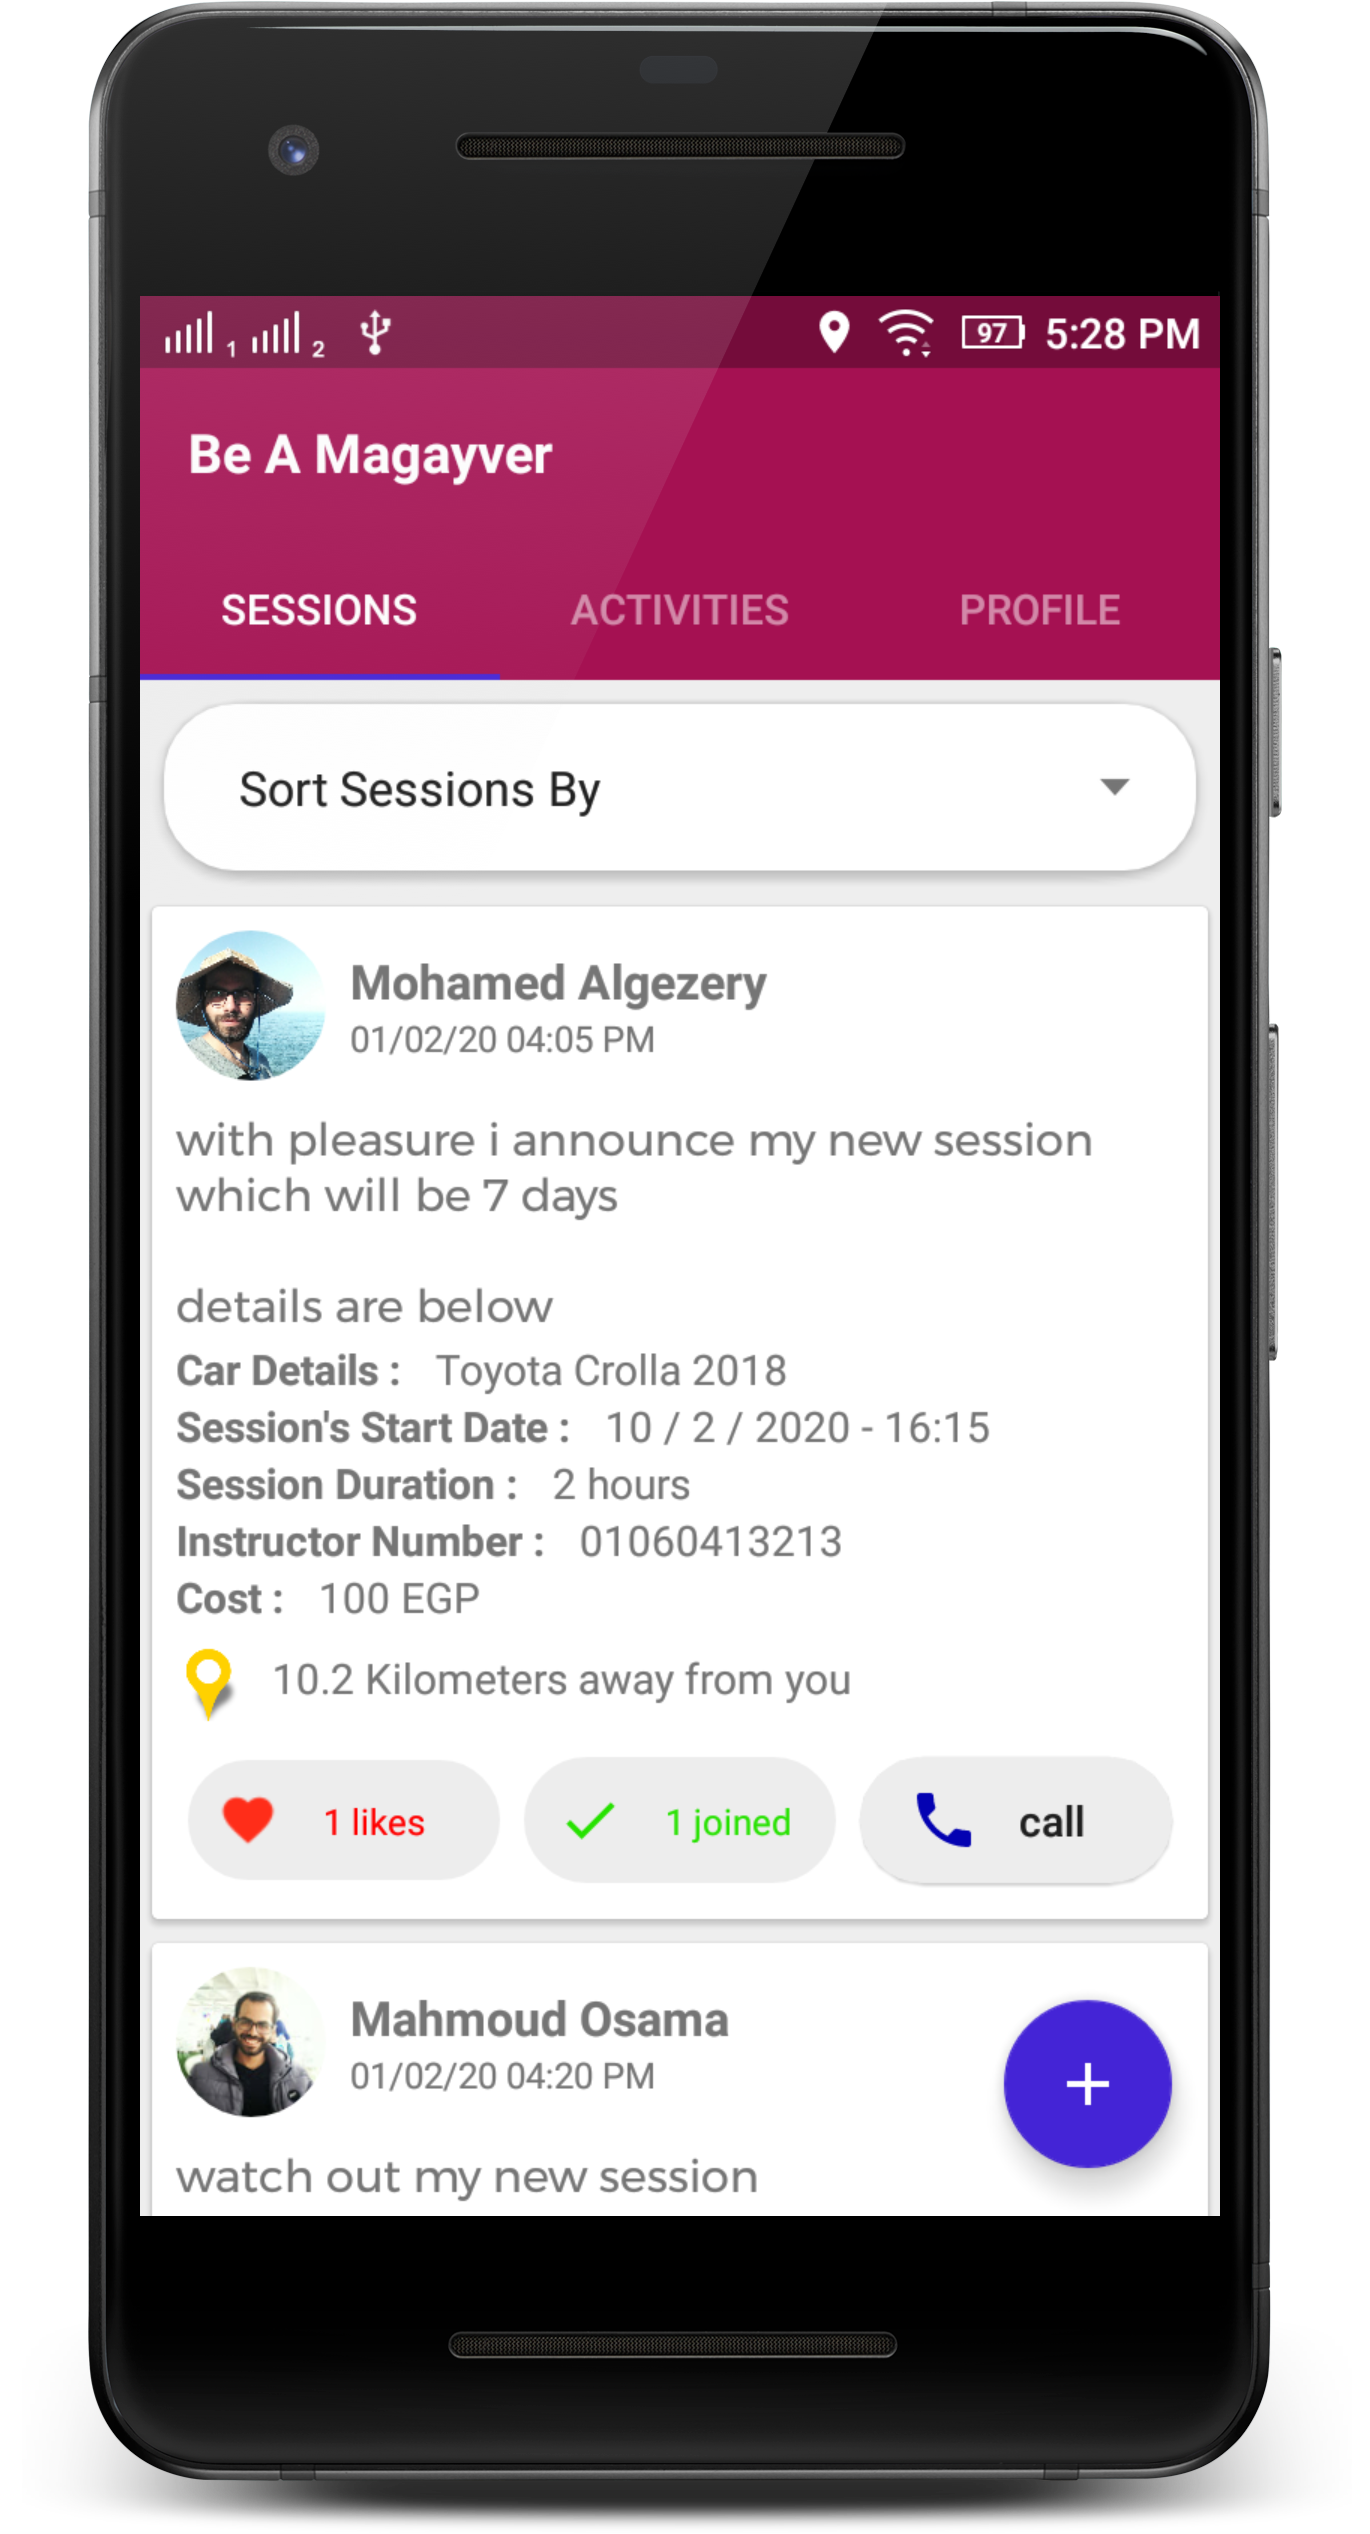 1 2 97 5:28 PM
Be A Magayver
SESSIONS ACTIVITIES PROFILE
Sort Sessions By
Mohamed Algezery
01/02/20 04:05 PM
with pleasure i announce my new session
which will be 7 days
details are below
Car Details : Toyota Crolla 2018
Session's Start Date : 10 / 2 / 2020 - 16:15
Session Duration : 2 hours
Instructor Number : 01060413213
Cost : 100 EGP
10.2 Kilometers away from you
1 likes 1 joined call
Mahmoud Osama
01/02/20 04:20 PM
+
watch out my new session